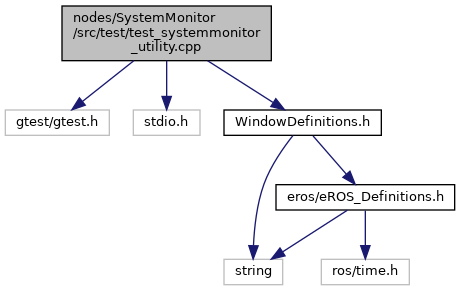 nodes/SystemMonitor
/src/test/test_systemmonitor
_utility.cpp
gtest/gtest.h
stdio.h
WindowDefinitions.h
eros/eROS_Definitions.h
string
ros/time.h